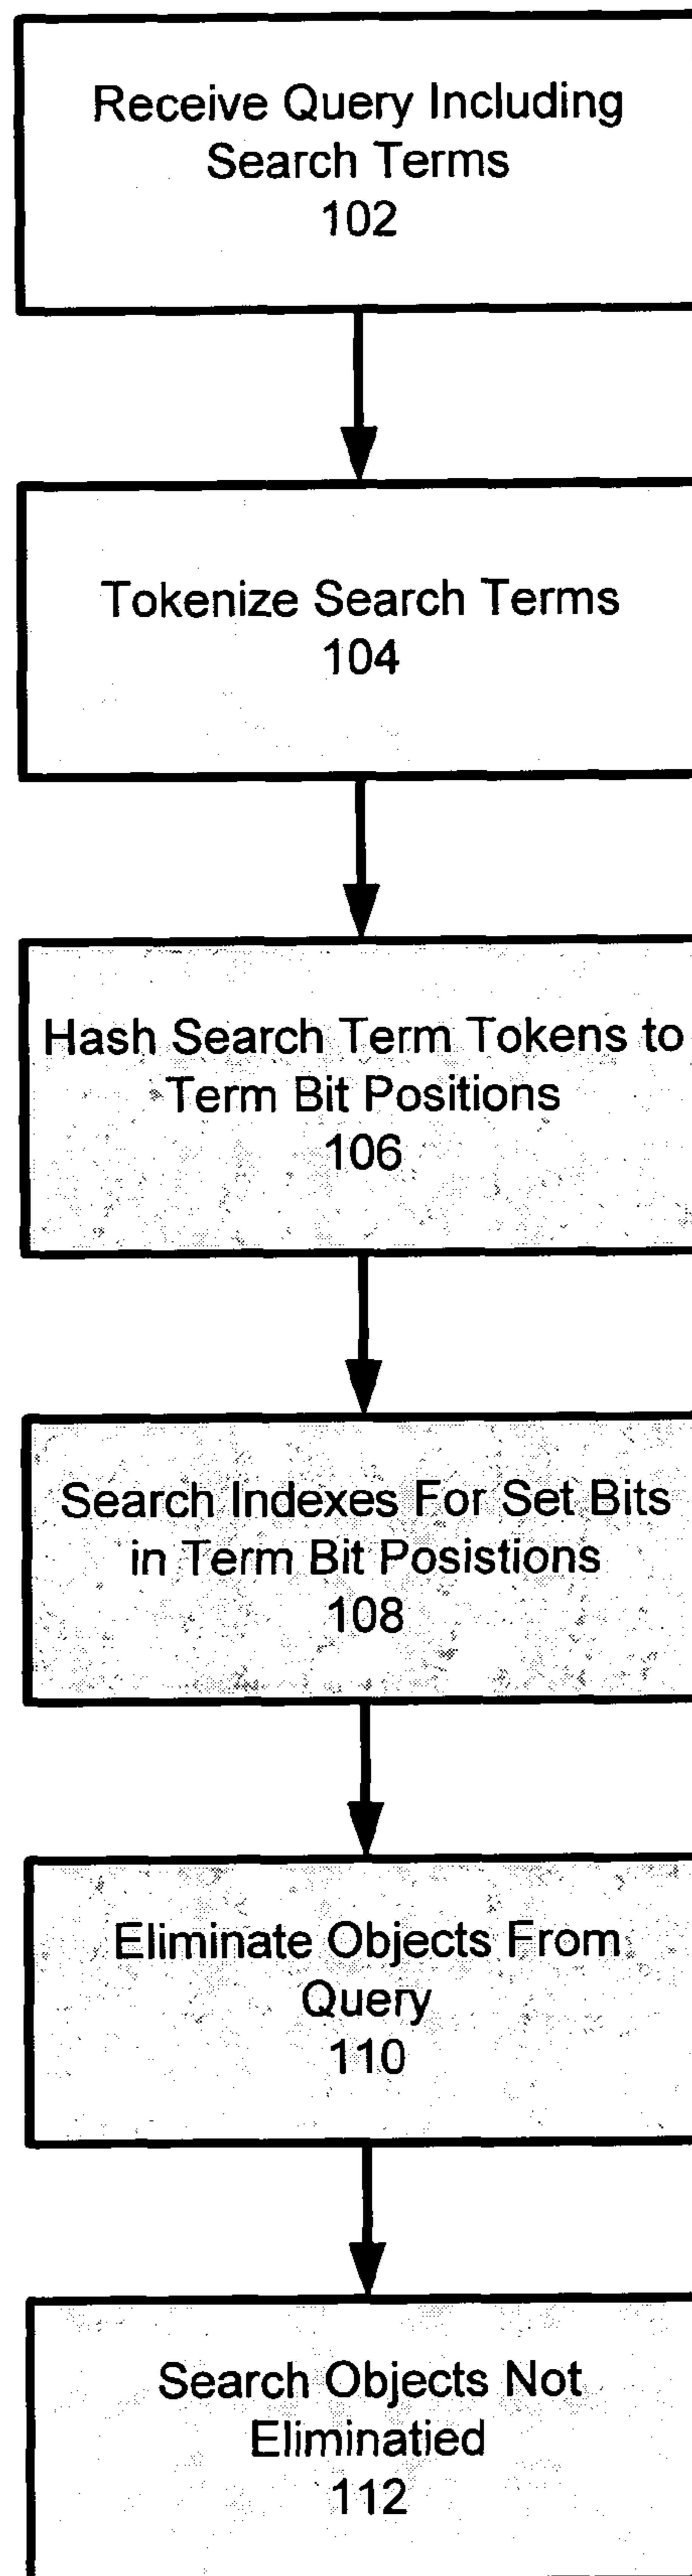 Receive Query Including
Search Terms
102
Tokenize Search Terms
104
Hash Search Term Tokens to
Term Bit Positions
106
Search Indexes For Set Bits
in Term Bit Posistions
108
Eliminate Objects From
Query
110
Search Objects Not
Eliminatied
112